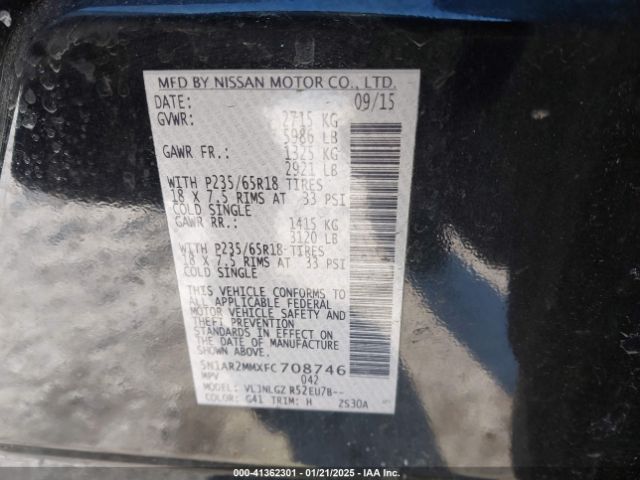 MFD BY NISSAN MOTOR CO., LTD.
DATE: 09/15
GVWR: 2715 KG
5986 LB
GAWR FR.: 1325 KG
2921 LB
WITH P235/65R18 TIRES
18 X 7.5 RIMS AT 33 PSI
COLD SINGLE
GAWR RR.: 1415 KG
3120 LB
WITH P235/65R18 TIRES
18 X 7.5 RIMS AT 33 PSI
COLD SINGLE
THIS VEHICLE CONFORMS TO
ALL APPLICABLE FEDERAL
MOTOR VEHICLE SAFETY AND
THEFT PREVENTION
STANDARDS IN EFFECT ON
THE DATE OF MANUFACTURE
SHOWN ABOVE.
5N1AR2MMXFC708746
MPV 042
MODEL: VL3NLGZ R52EU7B--
COLOR: G41 TRIM: H 2S30A
000-41362301 | 01/21/2025 | IAA Inc.